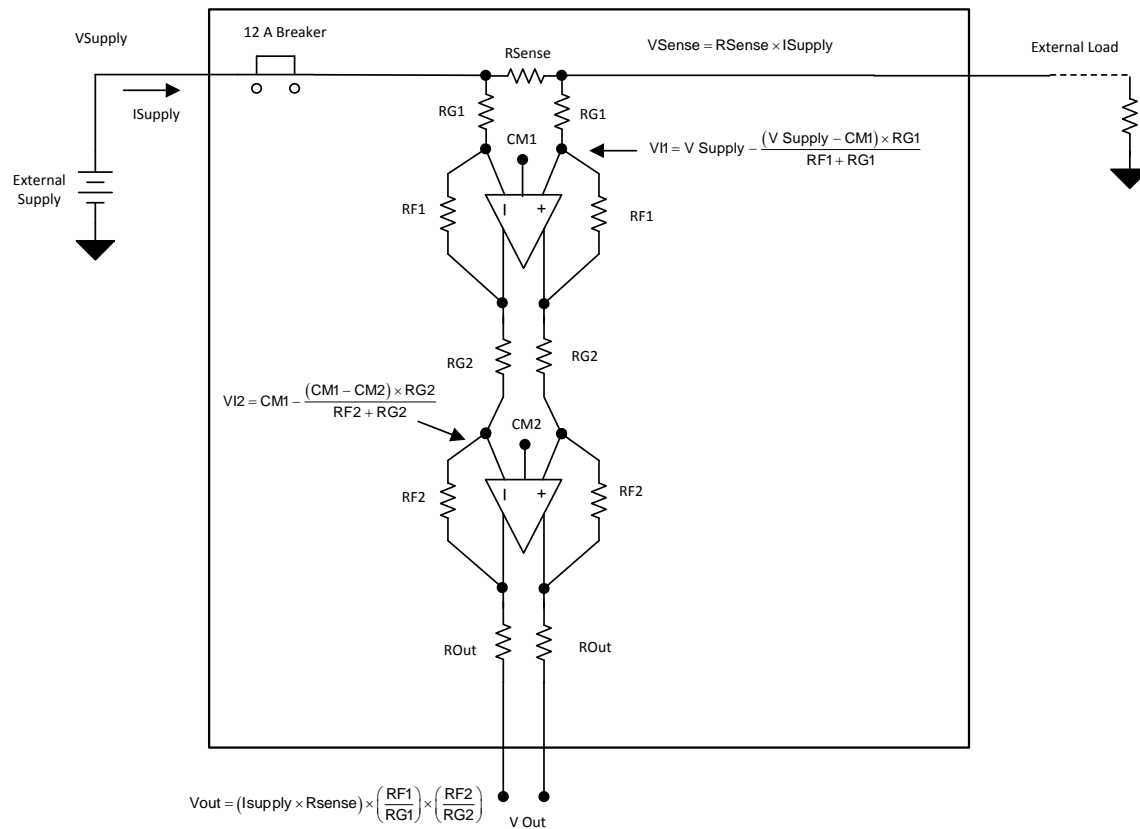 VSupply
12 A Breaker
VSense = RSense × ISupply
External Load
RSense
ISupply
RG1
RG1
CM1
VI1 = V Supply - (V Supply – CM1) × RG1 / RF1 + RG1
External
Supply
RF1
I
+
RF1
RG2
RG2
VI2 = CM1 - (CM1 – CM2) × RG2 / RF2 + RG2
CM2
RF2
I
+
RF2
ROut
ROut
Vout = (Isupply × Rsense) × (RF1/RG1) × (RF2/RG2)
V Out